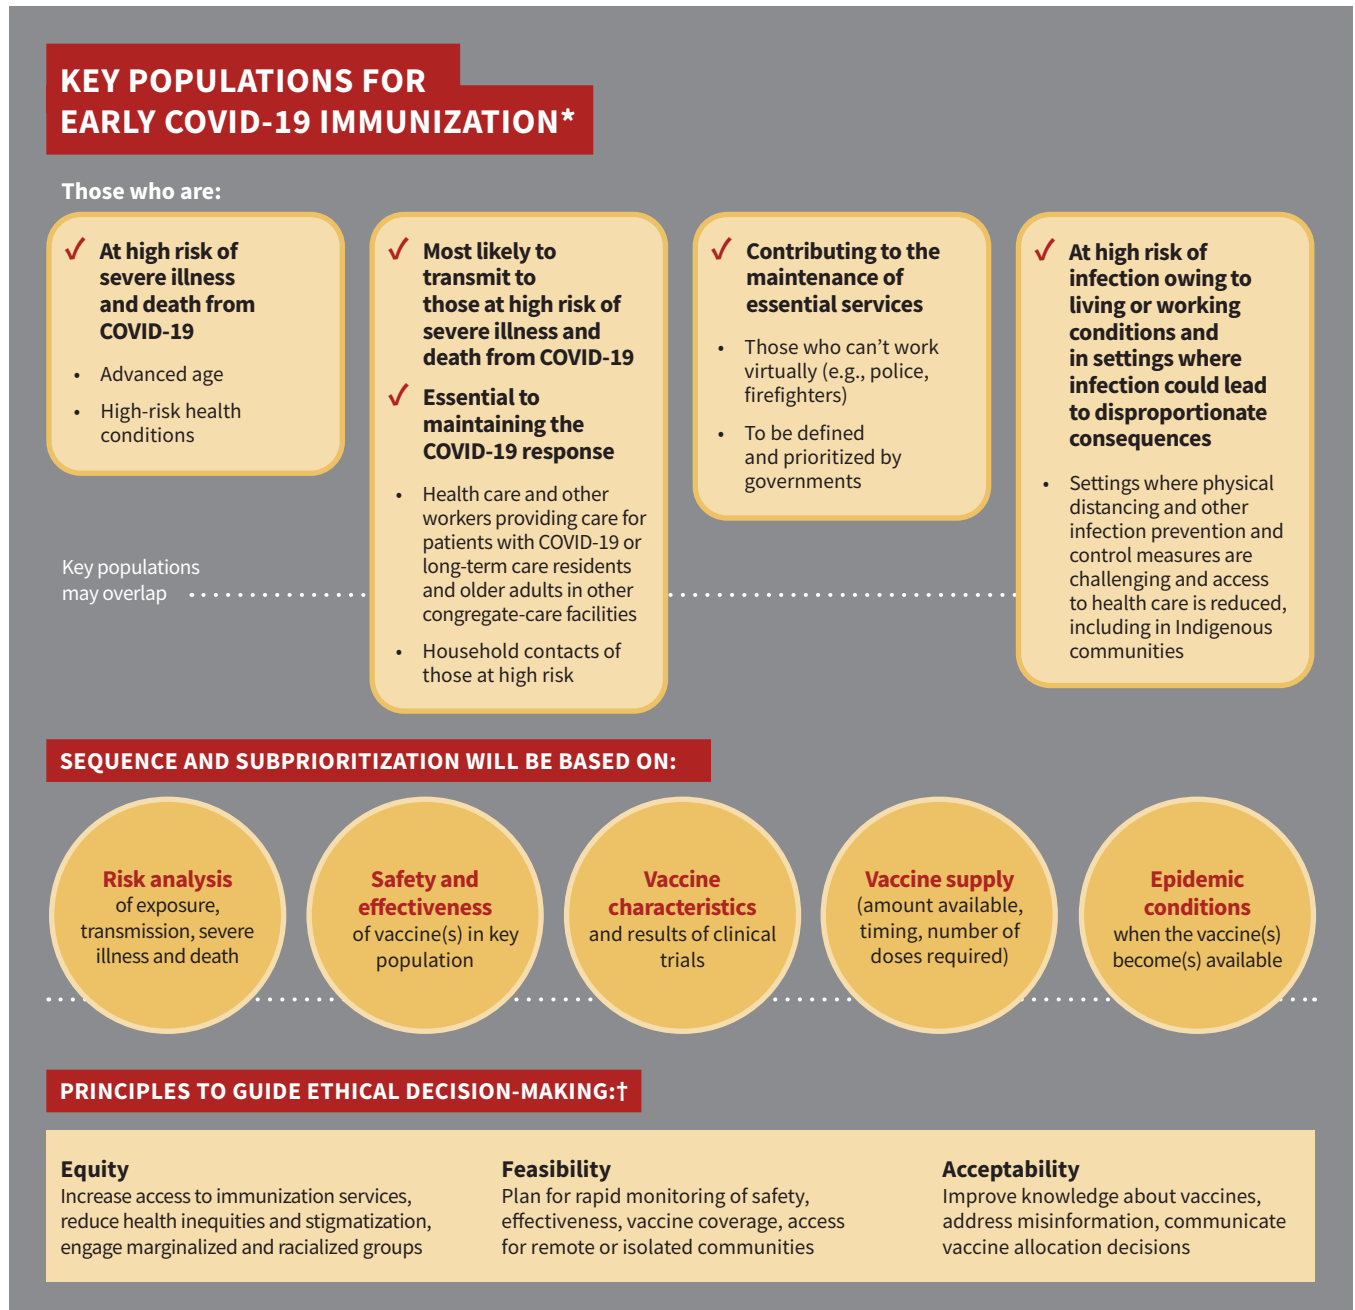 KEY POPULATIONS FOR
EARLY COVID-19 IMMUNIZATION*
Those who are:
✓ At high risk of
severe illness
and death from
COVID-19
• Advanced age
• High-risk health
conditions
✓ Most likely to
transmit to
those at high risk of
severe illness and
death from COVID-19
✓ Essential to
maintaining the
COVID-19 response
• Health care and other
workers providing care for
patients with COVID-19 or
long-term care residents
and older adults in other
congregate-care facilities
• Household contacts of
those at high risk
✓ Contributing to the
maintenance of
essential services
• Those who can't work
virtually (e.g., police,
firefighters)
• To be defined
and prioritized by
governments
✓ At high risk of
infection owing to
living or working
conditions and
in settings where
infection could lead
to disproportionate
consequences
• Settings where physical
distancing and other
infection prevention and
control measures are
challenging and access
to health care is reduced,
including in Indigenous
communities
Key populations
may overlap
SEQUENCE AND SUBPRIORITIZATION WILL BE BASED ON:
Risk analysis
of exposure,
transmission, severe
illness and death
Safety and
effectiveness
of vaccine(s) in key
population
Vaccine
characteristics
and results of clinical
trials
Vaccine supply
(amount available,
timing, number of
doses required)
Epidemic
conditions
when the vaccine(s)
become(s) available
PRINCIPLES TO GUIDE ETHICAL DECISION-MAKING:†
Equity
Increase access to immunization services,
reduce health inequities and stigmatization,
engage marginalized and racialized groups
Feasibility
Plan for rapid monitoring of safety,
effectiveness, vaccine coverage, access
for remote or isolated communities
Acceptability
Improve knowledge about vaccines,
address misinformation, communicate
vaccine allocation decisions